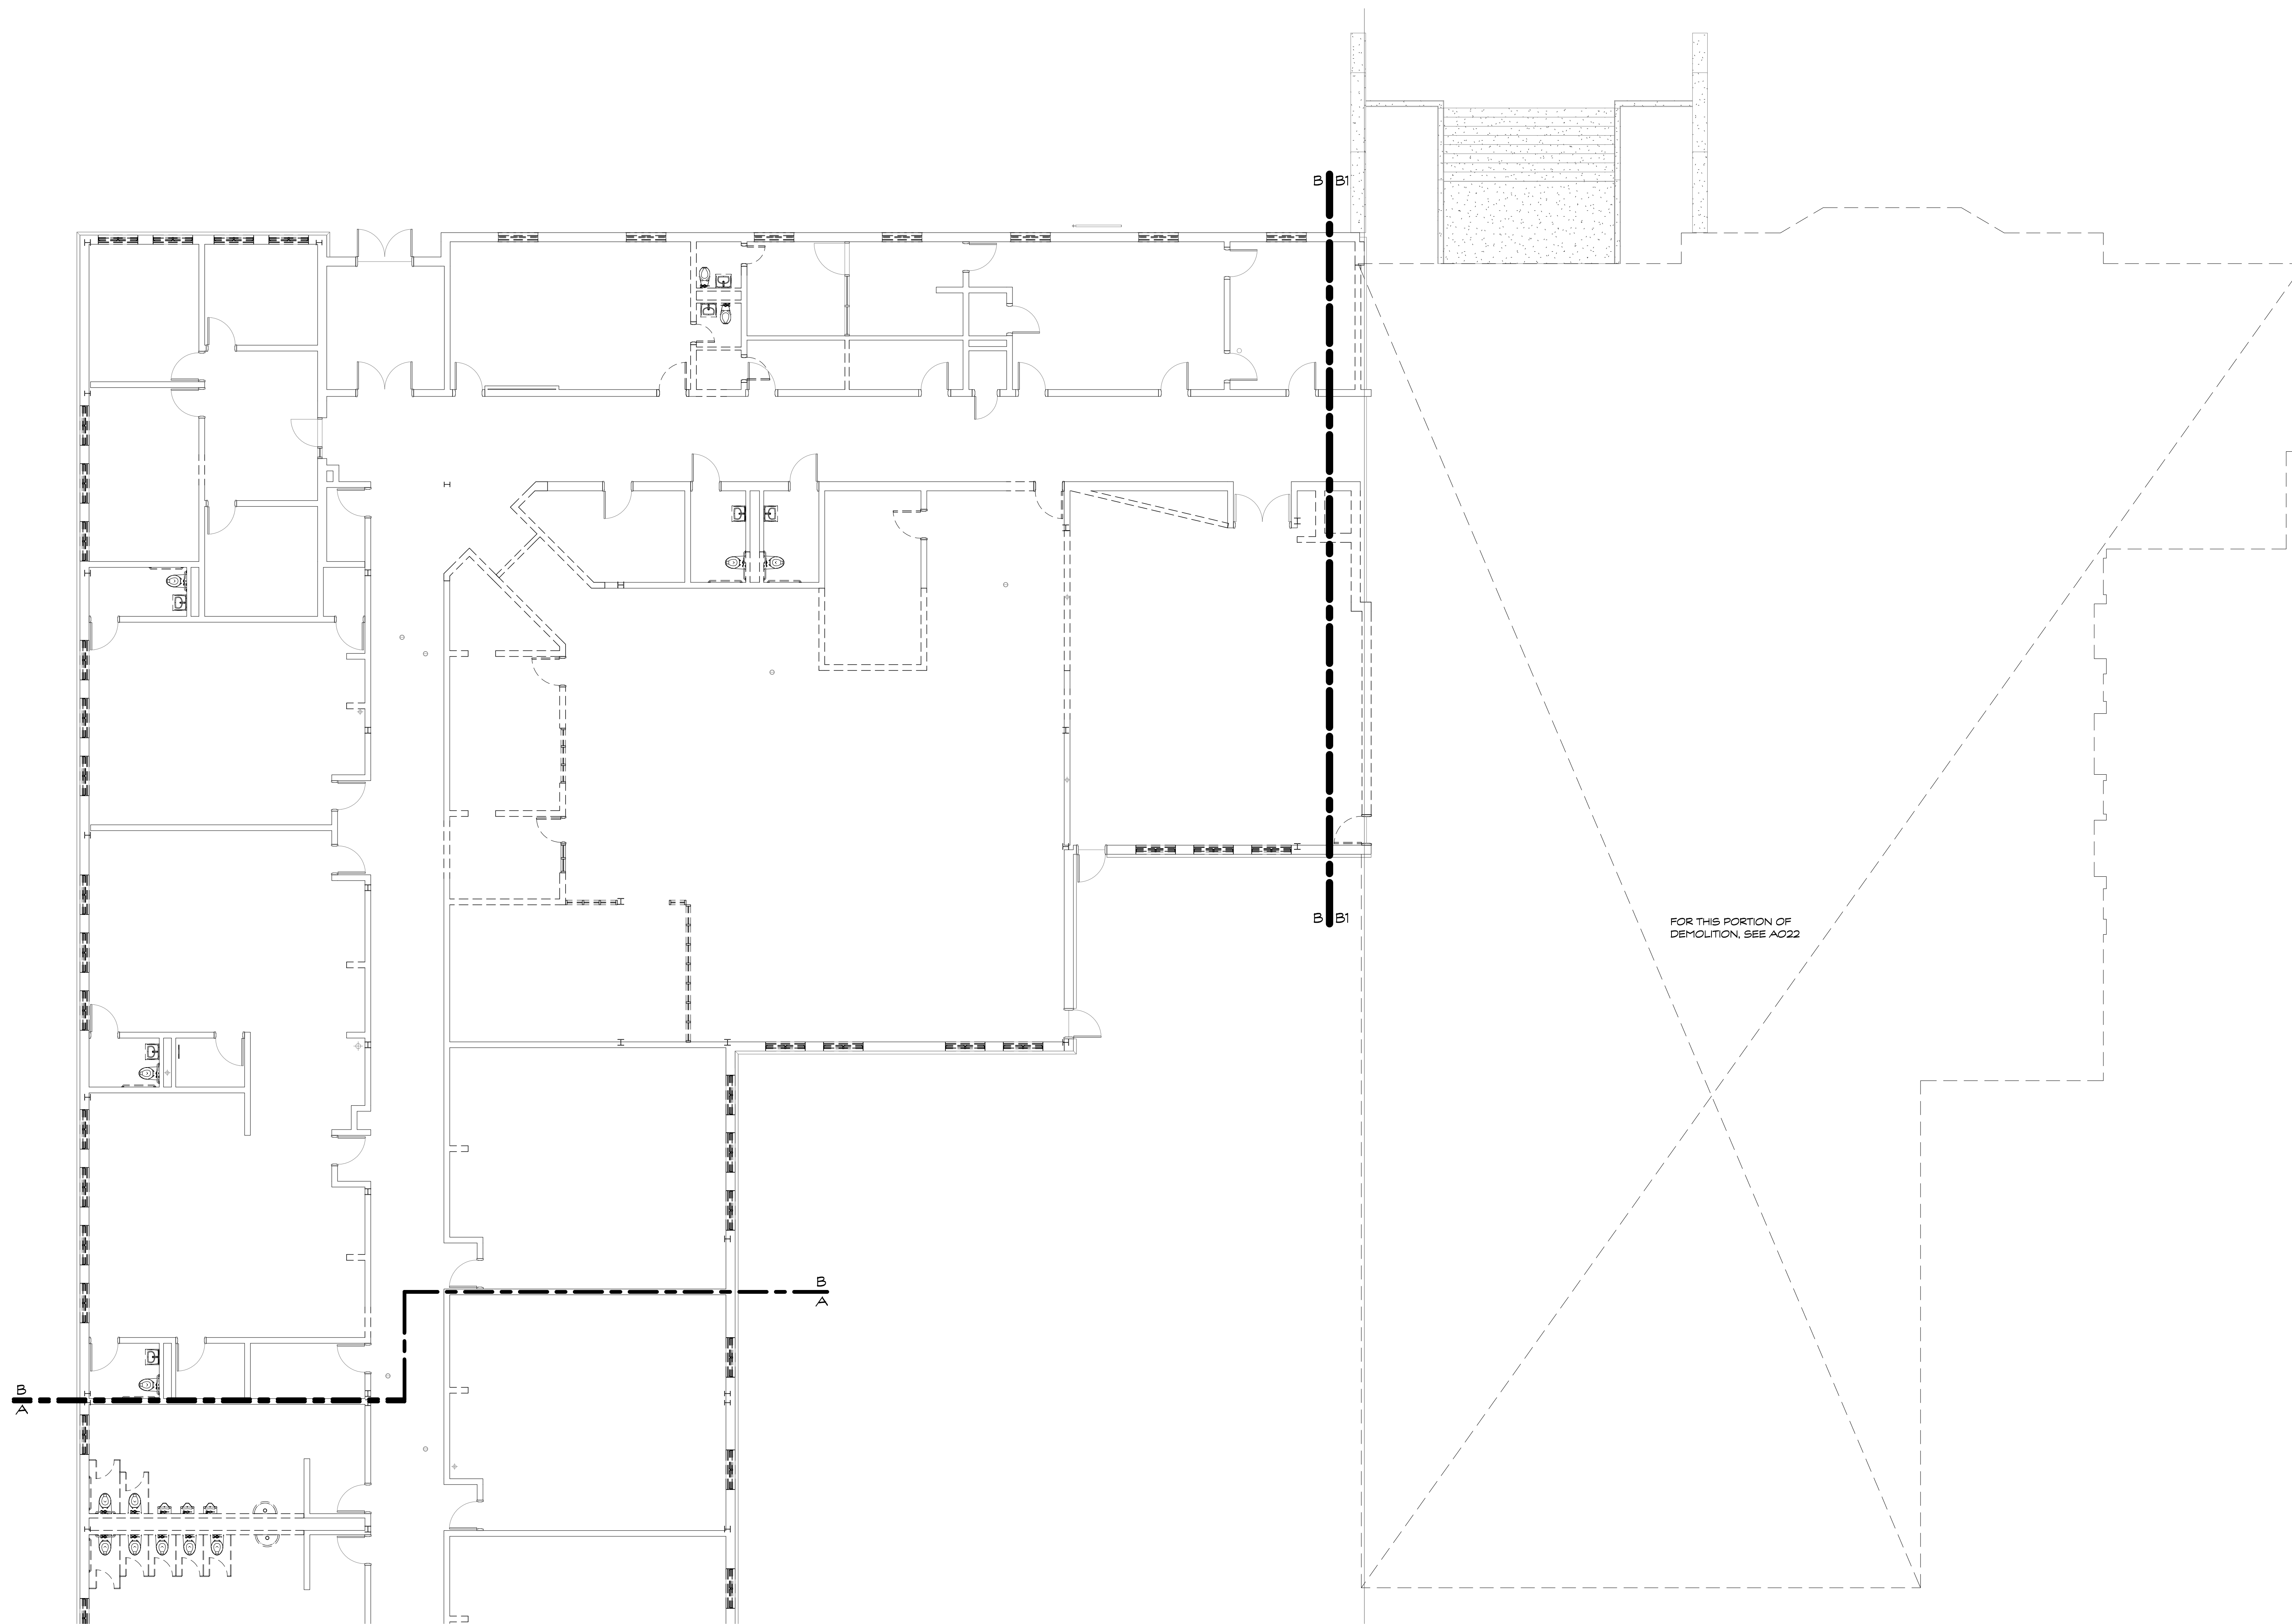 B B1
B B1
FOR THIS PORTION OF
DEMOLITION, SEE A022
B
A
B
A